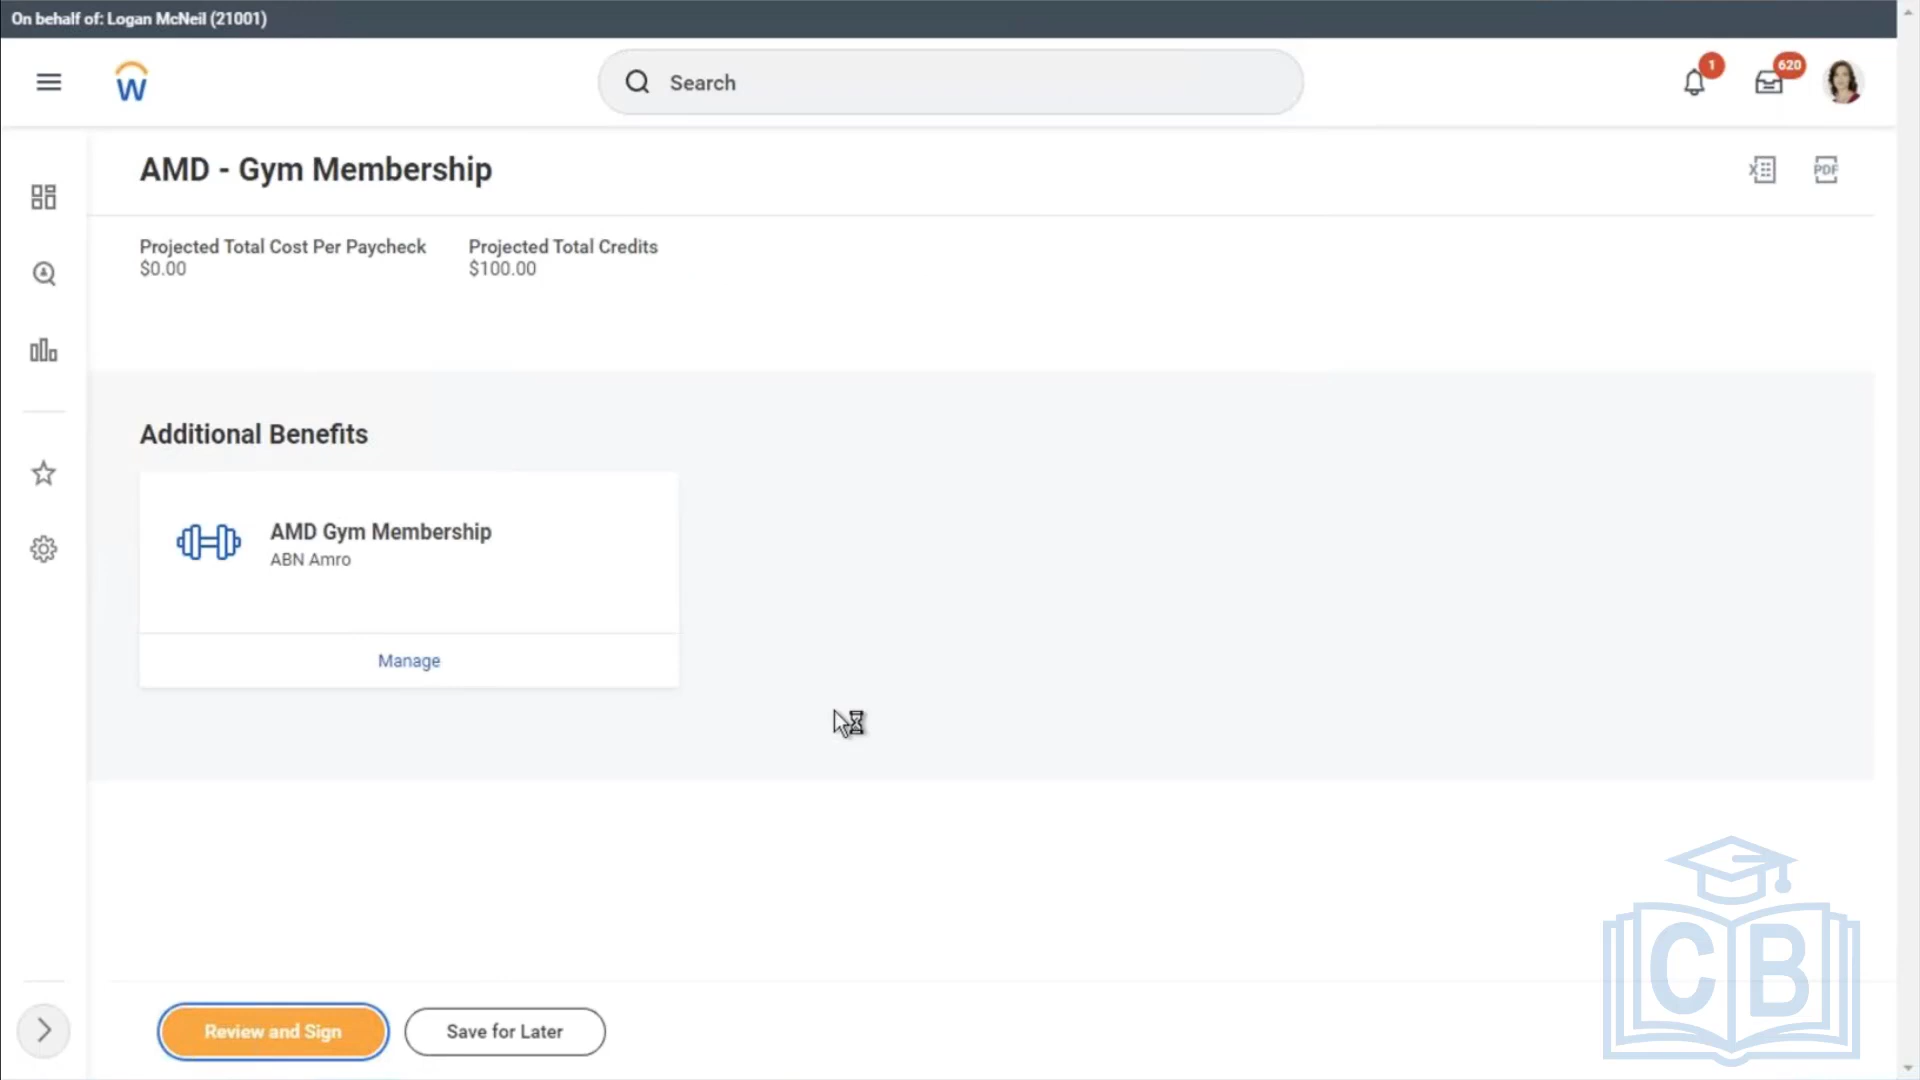 On behalf of: Logan McNeil (21001)
W
Search
1
620
AMD - Gym Membership
X
PDF
Projected Total Cost Per Paycheck
$0.00
Projected Total Credits
$100.00
Additional Benefits
AMD Gym Membership
ABN Amro
Manage
Review and Sign
Save for Later
CB